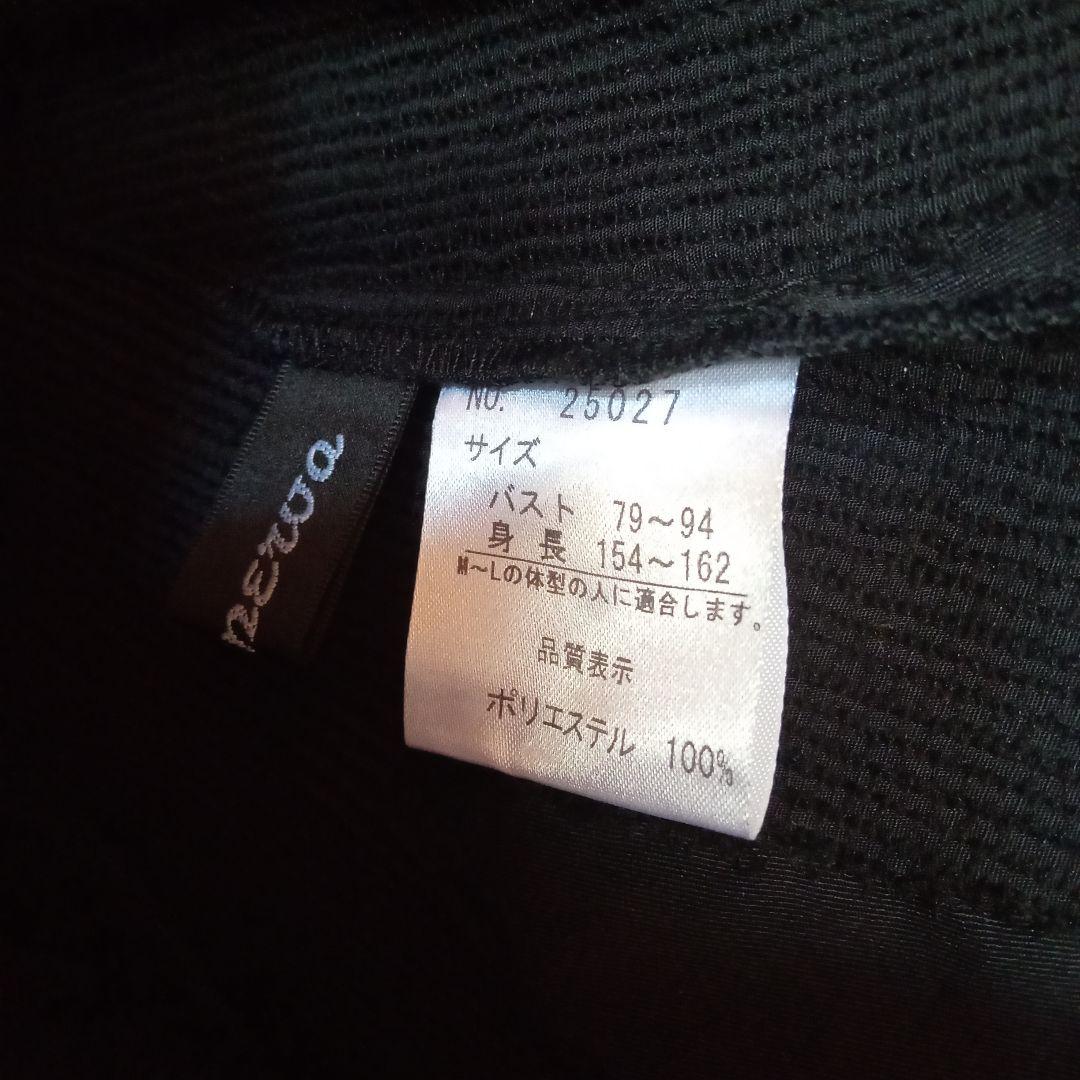 NO. 25027
サイズ
バスト 79～94
身長 154～162
M～Lの体型の人に適合します。
品質表示
ポリエステル 100%